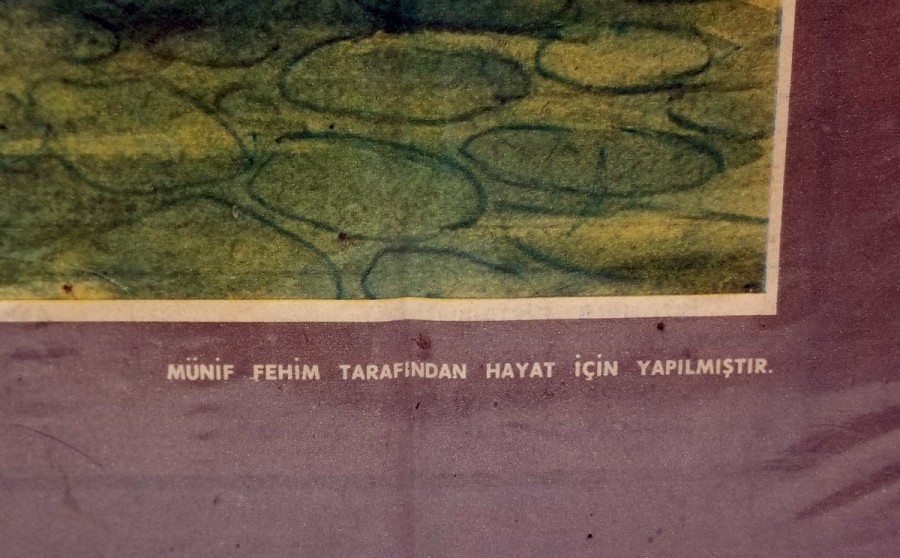 MÜNİF FEHİM TARAFINDAN HAYAT İÇİN YAPILMIŞTIR.